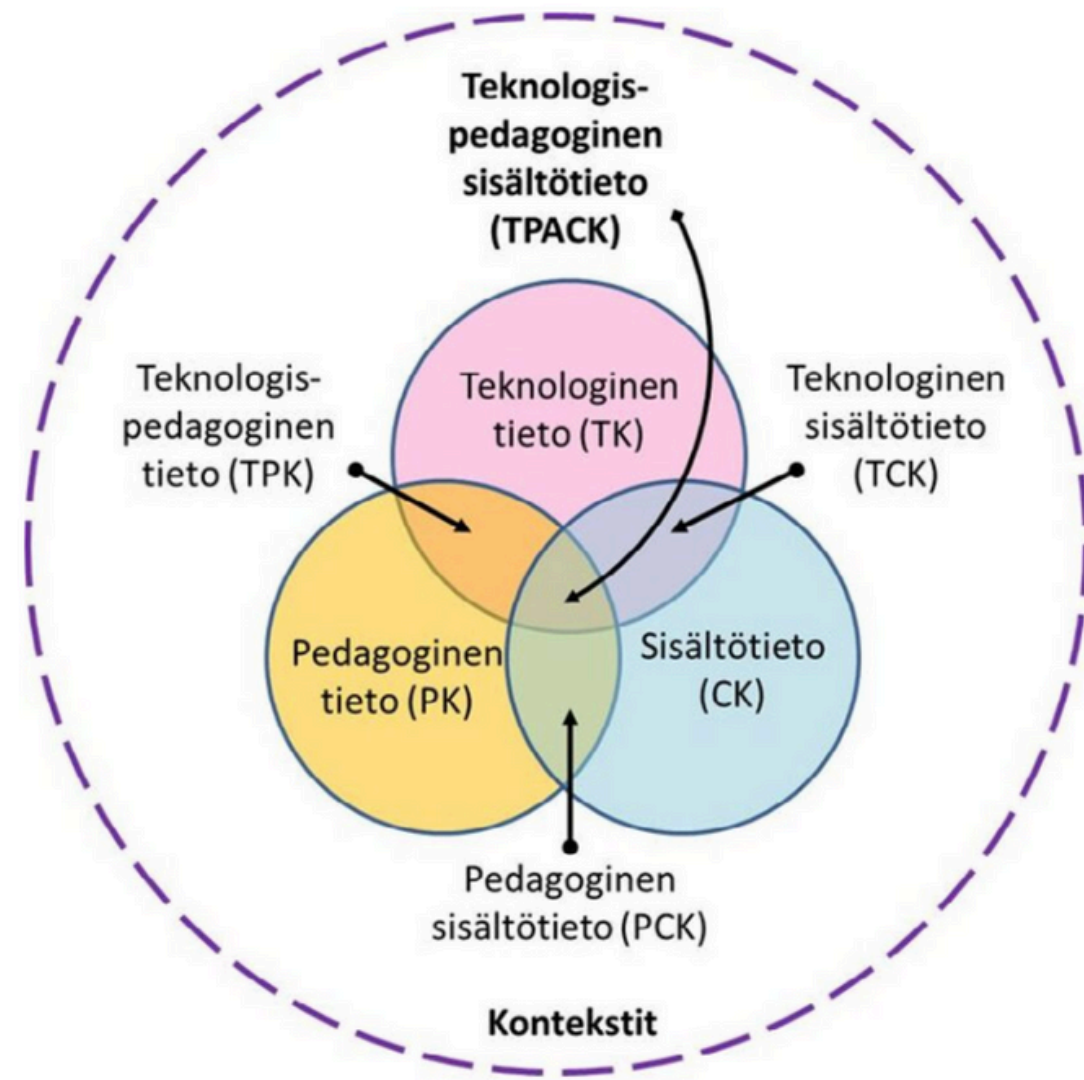 Teknologis-
pedagoginen
sisältötieto
(TPACK)
Teknologis-
pedagoginen
tieto (TPK)
Teknologinen
tieto (TK)
Teknologinen
sisältötieto
(TCK)
Pedagoginen
tieto (PK)
Sisältötieto
(CK)
Pedagoginen
sisältötieto (PCK)
Kontekstit